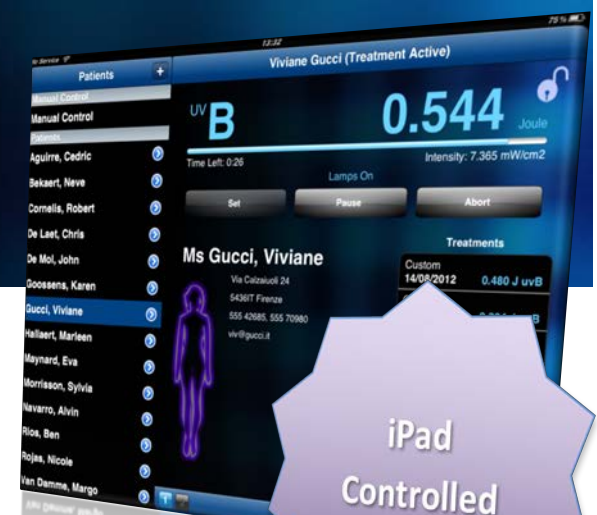 No Service
13:32
75 %
Patients
+
Viviane Gucci (Treatment Active)
Manual Control
Manual Control
Patients
Aguirre, Cedric
Bekaert, Neve
Cornelis, Robert
De Laet, Chris
De Mol, John
Goossens, Karen
Gucci, Viviane
Hallaert, Marleen
Maynard, Eva
Morrisson, Sylvia
Navarro, Alvin
Rios, Ben
Rojas, Nicole
Van Damme, Margo
UV B
0.544 Joule
Time Left: 0:26
Intensity: 7.365 mW/cm2
Lamps On
Set
Pause
Abort
Ms Gucci, Viviane
Via Calzaiuoli 24
5436IT Firenze
555 42685, 555 70980
viv@gucci.it
Treatments
Custom
14/08/2012 0.480 J uvB
iPad
Controlled